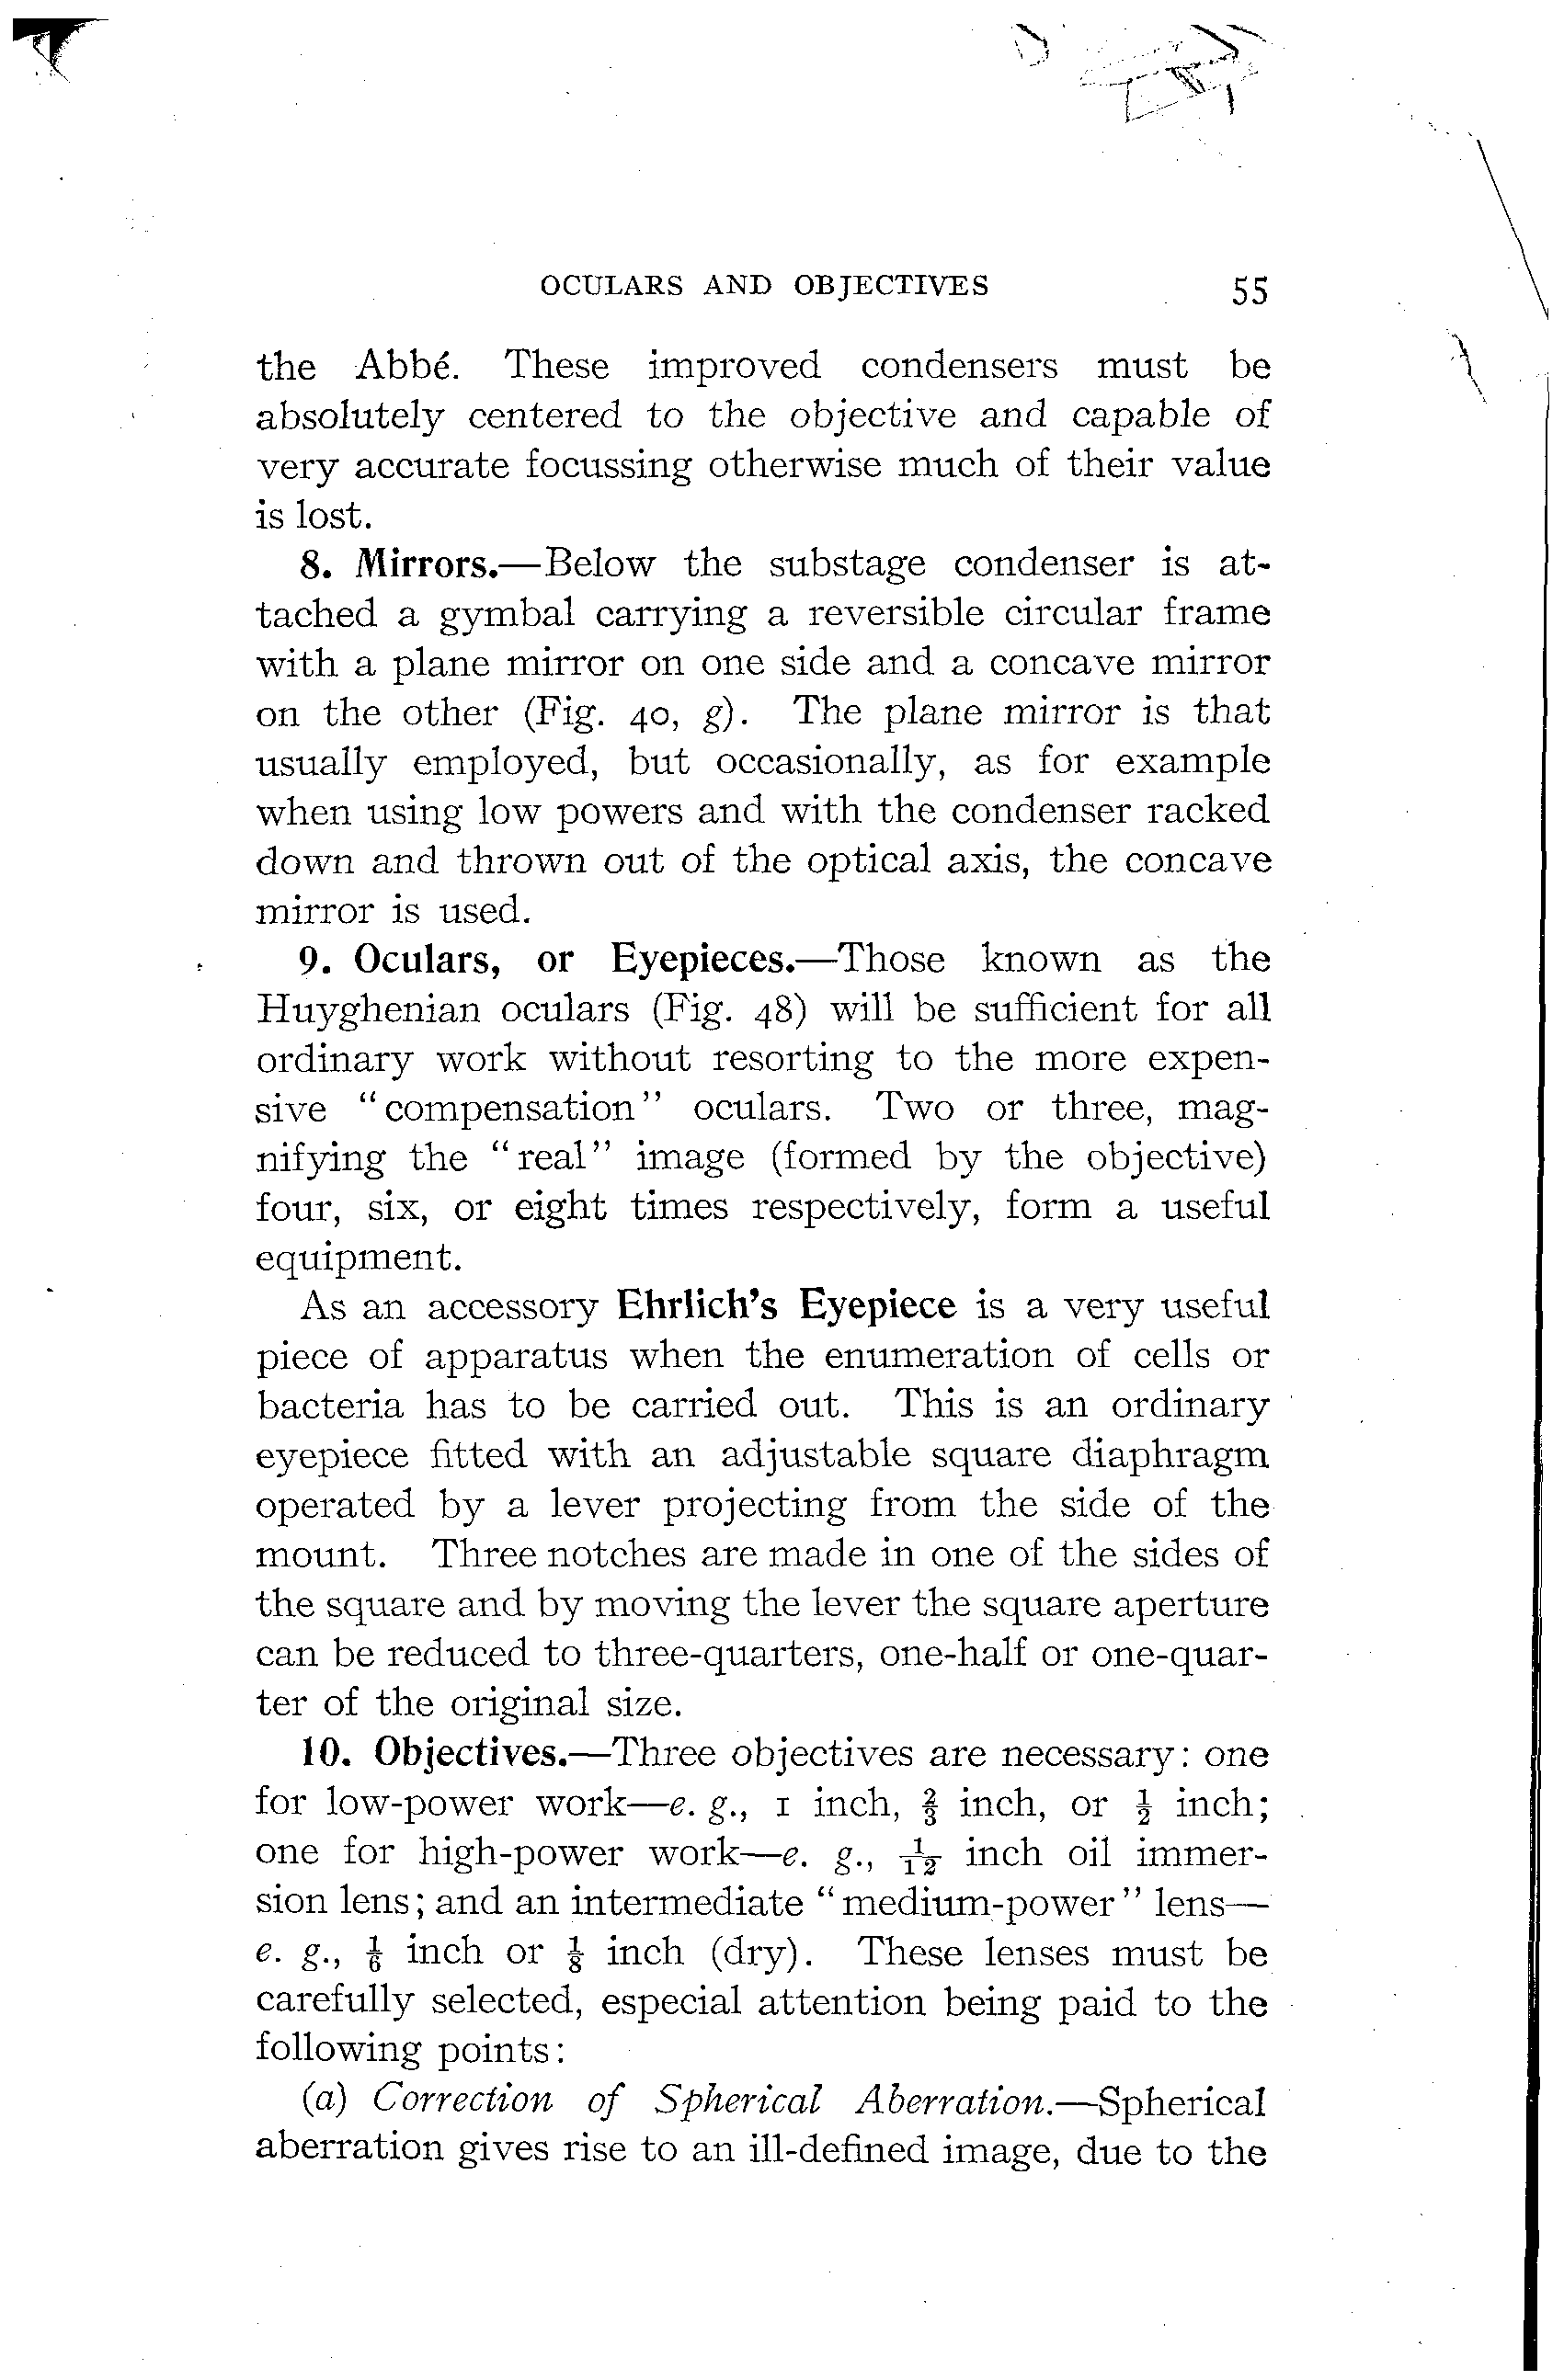 OCULARS AND OBJECTIVES 55
the Abbé. These improved condensers must be
absolutely centered to the objective and capable of
very accurate focussing otherwise much of their value
is lost.
8. Mirrors.—Below the substage condenser is at-
tached a gymbal carrying a reversible circular frame
with a plane mirror on one side and a concave mirror
on the other (Fig. 40, g). The plane mirror is that
usually employed, but occasionally, as for example
when using low powers and with the condenser racked
down and thrown out of the optical axis, the concave
mirror is used.
9. Oculars, or Eyepieces.—Those known as the
Huyghenian oculars (Fig. 48) will be sufficient for all
ordinary work without resorting to the more expen-
sive "compensation" oculars. Two or three, mag-
nifying the "real" image (formed by the objective)
four, six, or eight times respectively, form a useful
equipment.
As an accessory Ehrlich's Eyepiece is a very useful
piece of apparatus when the enumeration of cells or
bacteria has to be carried out. This is an ordinary
eyepiece fitted with an adjustable square diaphragm
operated by a lever projecting from the side of the
mount. Three notches are made in one of the sides of
the square and by moving the lever the square aperture
can be reduced to three-quarters, one-half or one-quar-
ter of the original size.
10. Objectives.—Three objectives are necessary: one
for low-power work—e. g., 1 inch, ⅔ inch, or ½ inch;
one for high-power work—e. g., 1/12 inch oil immer-
sion lens; and an intermediate "medium-power" lens—
e. g., ⅙ inch or ⅛ inch (dry). These lenses must be
carefully selected, especial attention being paid to the
following points:
(a) Correction of Spherical Aberration.—Spherical
aberration gives rise to an ill-defined image, due to the